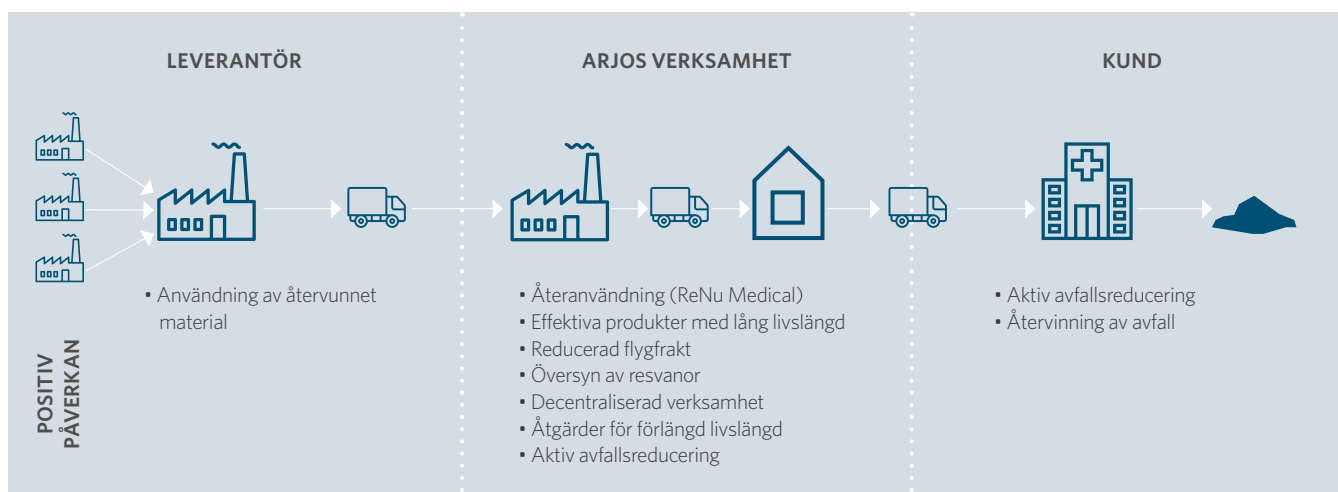 LEVERANTÖR
ARJOS VERKSAMHET
KUND
• Användning av återvunnet
material
• Återanvändning (ReNu Medical)
• Effektiva produkter med lång livslängd
• Reducerad flygfrakt
• Översyn av resvanor
• Decentraliserad verksamhet
• Åtgärder för förlängd livslängd
• Aktiv avfallsreducering
• Aktiv avfallsreducering
• Återvinning av avfall
POSITIV
PÅVERKAN